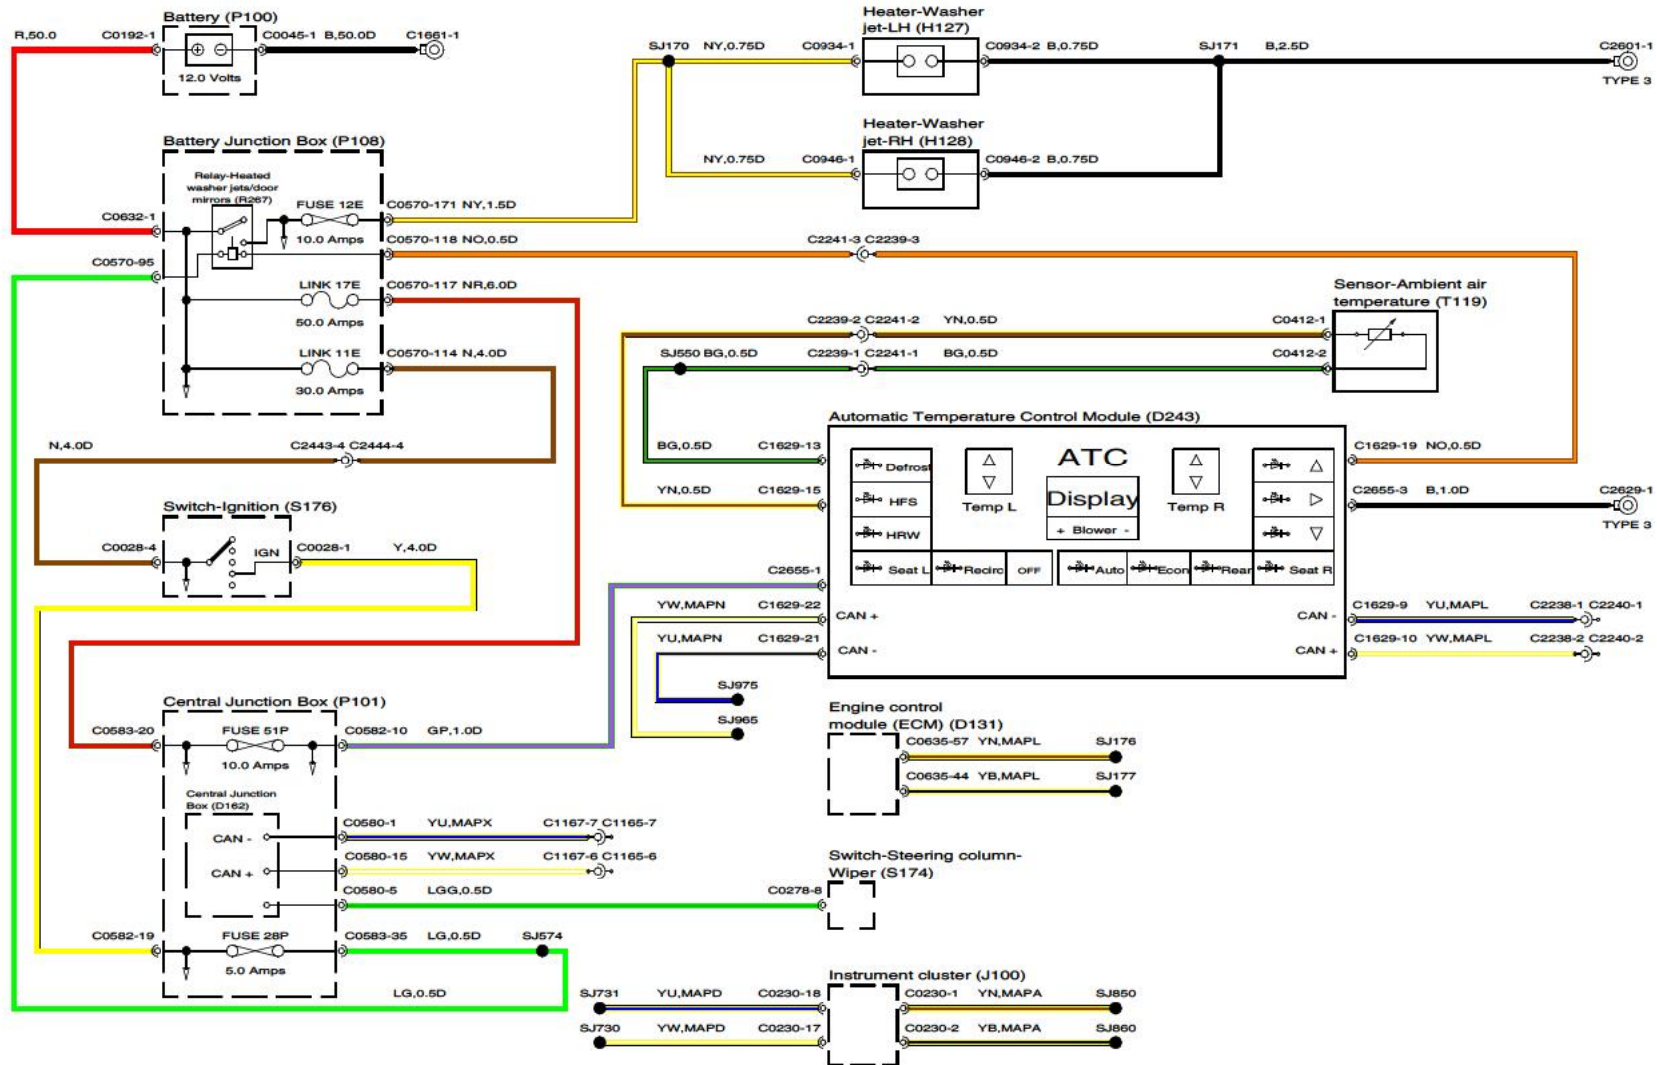 Battery (P100)
R,50.0 C0192-1 C0045-1 B,50.0D C1661-1
12.0 Volts
Heater-Washer
jet-LH (H127)
SJ170 NY,0.75D C0934-1 C0934-2 B,0.75D SJ171 B,2.5D C2601-1
TYPE 3
Heater-Washer
jet-RH (H128)
NY,0.75D C0946-1 C0946-2 B,0.75D
Battery Junction Box (P108)
Relay-Heated
washer jets/door
mirrors (R267)
C0632-1 FUSE 12E C0570-171 NY,1.5D
10.0 Amps C0570-118 NO,0.5D C2241-3 C2239-3
C0570-95
LINK 17E C0570-117 NR,6.0D
50.0 Amps
LINK 11E C0570-114 N,4.0D
30.0 Amps
Sensor-Ambient air
temperature (T119)
C2239-2 C2241-2 YN,0.5D C0412-1
SJ550 BG,0.5D C2239-1 C2241-1 BG,0.5D C0412-2
N,4.0D C2443-4 C2444-4
Automatic Temperature Control Module (D243)
BG,0.5D C1629-13 C1629-19 NO,0.5D
YN,0.5D C1629-15 C2655-3 B,1.0D C2629-1
TYPE 3
Defrost
HFS
HRW
Temp L
ATC
Display
+ Blower -
Temp R
Seat L Recirc OFF Auto Econ Rear Seat R
Switch-Ignition (S176)
C0028-4 IGN C0028-1 Y,4.0D
C2655-1
YW,MAPN C1629-22 CAN + CAN - C1629-9 YU,MAPL C2238-1 C2240-1
YU,MAPN C1629-21 CAN - CAN + C1629-10 YW,MAPL C2238-2 C2240-2
SJ975
SJ965
Central Junction Box (P101)
C0583-20 FUSE 51P C0582-10 GP,1.0D
10.0 Amps
Engine control
module (ECM) (D131)
C0635-57 YN,MAPL SJ176
C0635-44 YB,MAPL SJ177
Central Junction
Box (D162)
CAN - C0580-1 YU,MAPX C1167-7 C1165-7
CAN + C0580-15 YW,MAPX C1167-6 C1165-6
C0580-5 LGG,0.5D C0278-8
Switch-Steering column-
Wiper (S174)
C0582-19 FUSE 28P C0583-35 LG,0.5D SJ574
5.0 Amps
LG,0.5D
Instrument cluster (J100)
SJ731 YU,MAPD C0230-18 C0230-1 YN,MAPA SJ850
SJ730 YW,MAPD C0230-17 C0230-2 YB,MAPA SJ860